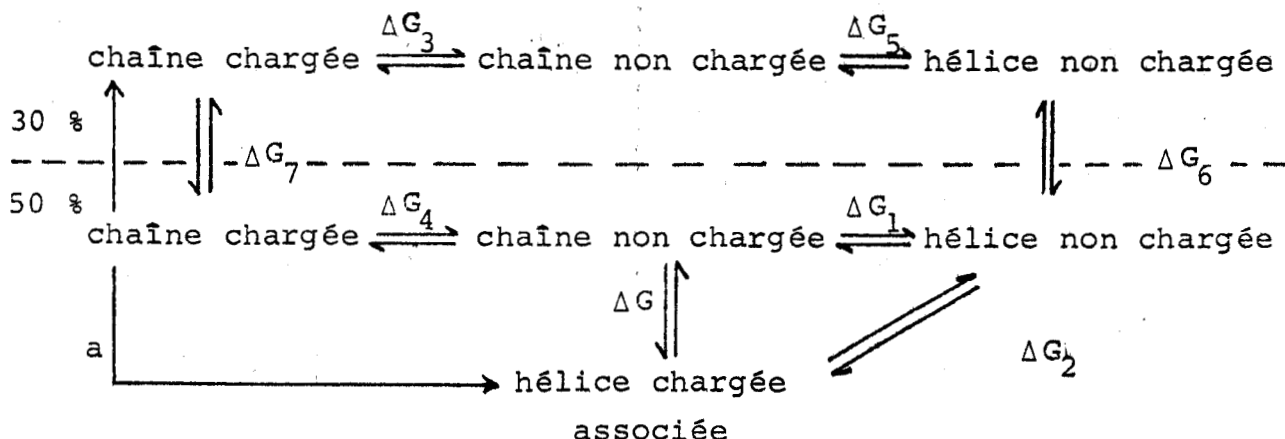 ΔG3 ΔG5
chaîne chargée chaîne non chargée hélice non chargée
30 %
ΔG7 ΔG6
50 %
ΔG4 ΔG1
chaîne chargée chaîne non chargée hélice non chargée
ΔG
a ΔG2
hélice chargée
associée